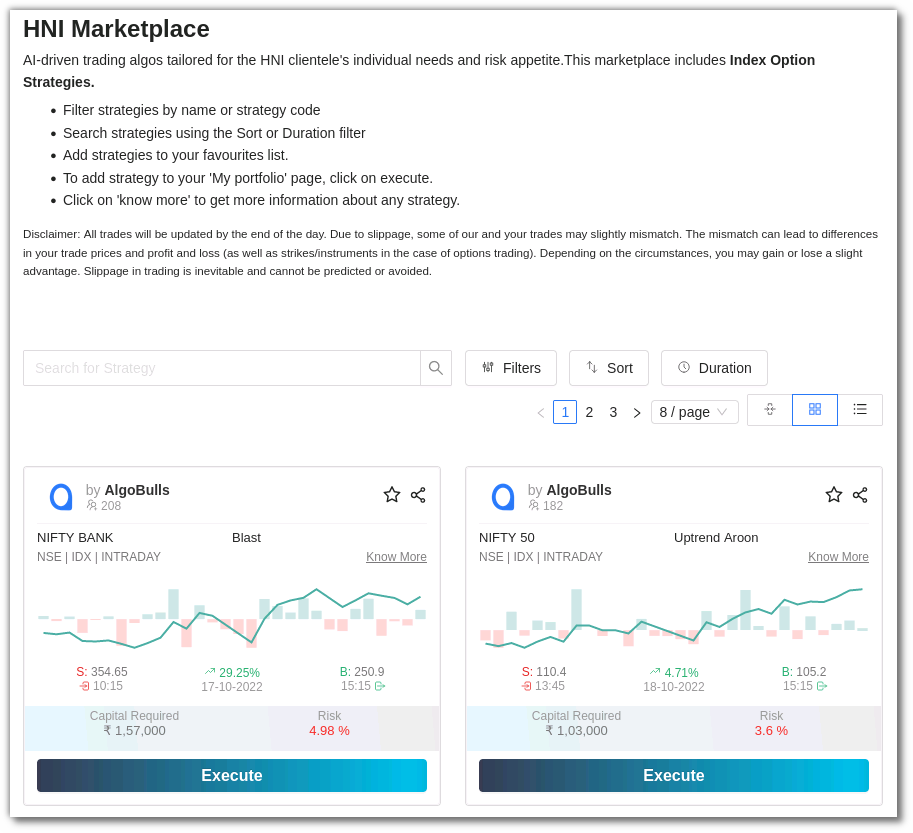 HNI Marketplace
AI-driven trading algos tailored for the HNI clientele's individual needs and risk appetite.This marketplace includes Index Option
Strategies.
• Filter strategies by name or strategy code
• Search strategies using the Sort or Duration filter
• Add strategies to your favourites list.
• To add strategy to your 'My portfolio' page, click on execute.
• Click on 'know more' to get more information about any strategy.
Disclaimer: All trades will be updated by the end of the day. Due to slippage, some of our and your trades may slightly mismatch. The mismatch can lead to differences
in your trade prices and profit and loss (as well as strikes/instruments in the case of options trading). Depending on the circumstances, you may gain or lose a slight
advantage. Slippage in trading is inevitable and cannot be predicted or avoided.
Search for Strategy Filters Sort Duration
1 2 3 8 / page
by AlgoBulls
208
NIFTY BANK Blast
NSE | IDX | INTRADAY Know More
S: 354.65 29.25% B: 250.9
10:15 17-10-2022 15:15
Capital Required Risk
₹ 1,57,000 4.98 %
Execute
by AlgoBulls
182
NIFTY 50 Uptrend Aroon
NSE | IDX | INTRADAY Know More
S: 110.4 4.71% B: 105.2
13:45 18-10-2022 15:15
Capital Required Risk
₹ 1,03,000 3.6 %
Execute